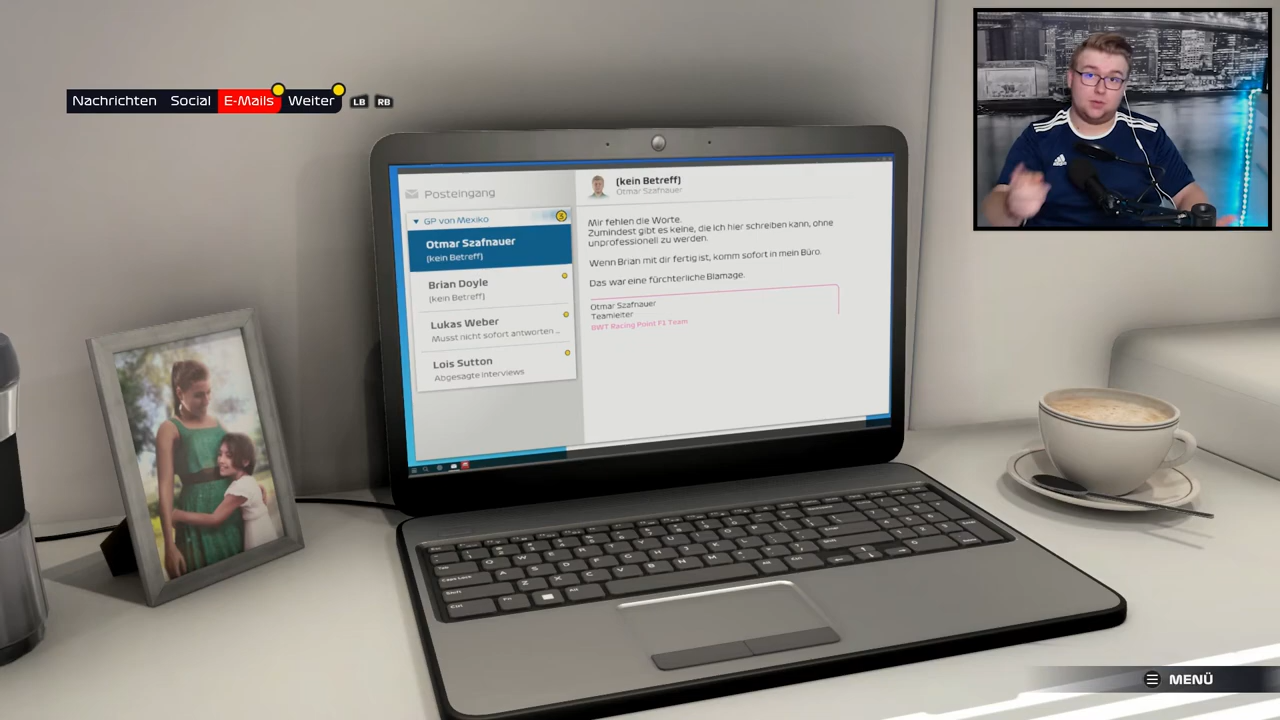 Nachrichten Social E-Mails Weiter LB RB
Posteingang
GP von Mexiko
Otmar Szafnauer
(kein Betreff)
Brian Doyle
(kein Betreff)
Lukas Weber
Musst nicht sofort antworten ...
Lois Sutton
Abgesagte Interviews
(kein Betreff)
Otmar Szafnauer
Mir fehlen die Worte.
Zumindest gibt es keine, die ich hier schreiben kann, ohne
unprofessionell zu werden.
Wenn Brian mit dir fertig ist, komm sofort in mein Büro.
Das war eine fürchterliche Blamage.
Otmar Szafnauer
Teamleiter
BWT Racing Point F1 Team
MENÜ